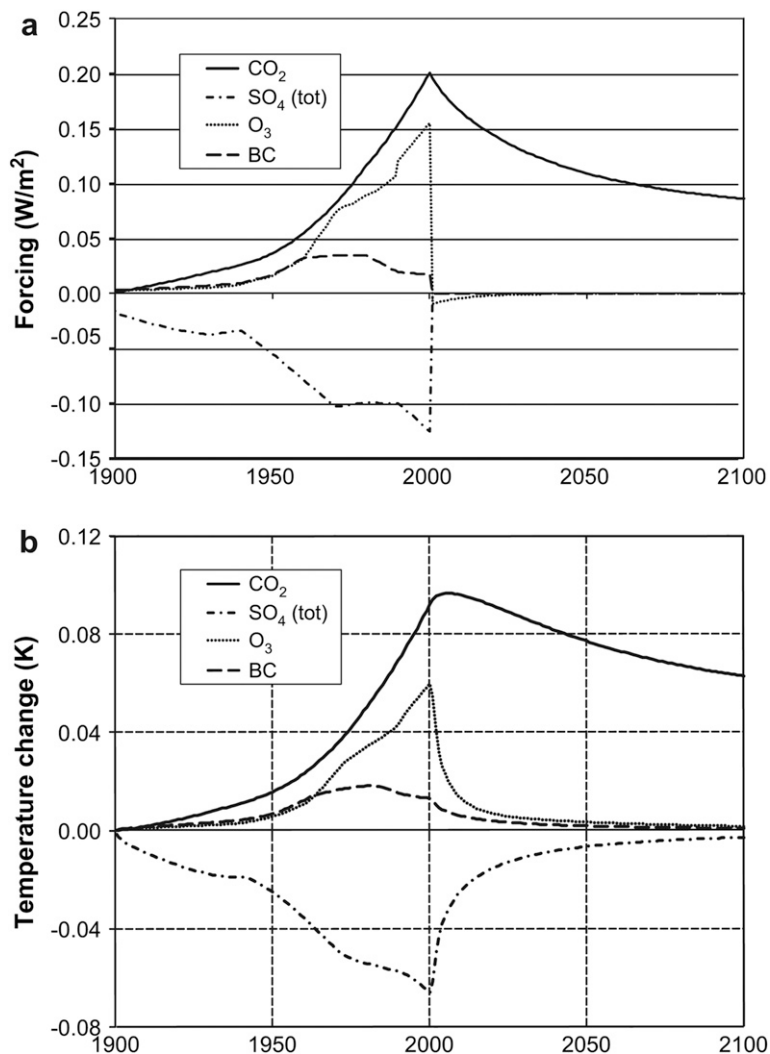 a
0.25
0.20
0.15
0.10
0.05
0.00
-0.05
-0.10
-0.15
Forcing (W/m²)
CO₂
SO₄ (tot)
O₃
BC
1900 1950 2000 2050 2100
b
0.12
0.08
0.04
0.00
-0.04
-0.08
Temperature change (K)
CO₂
SO₄ (tot)
O₃
BC
1900 1950 2000 2050 2100